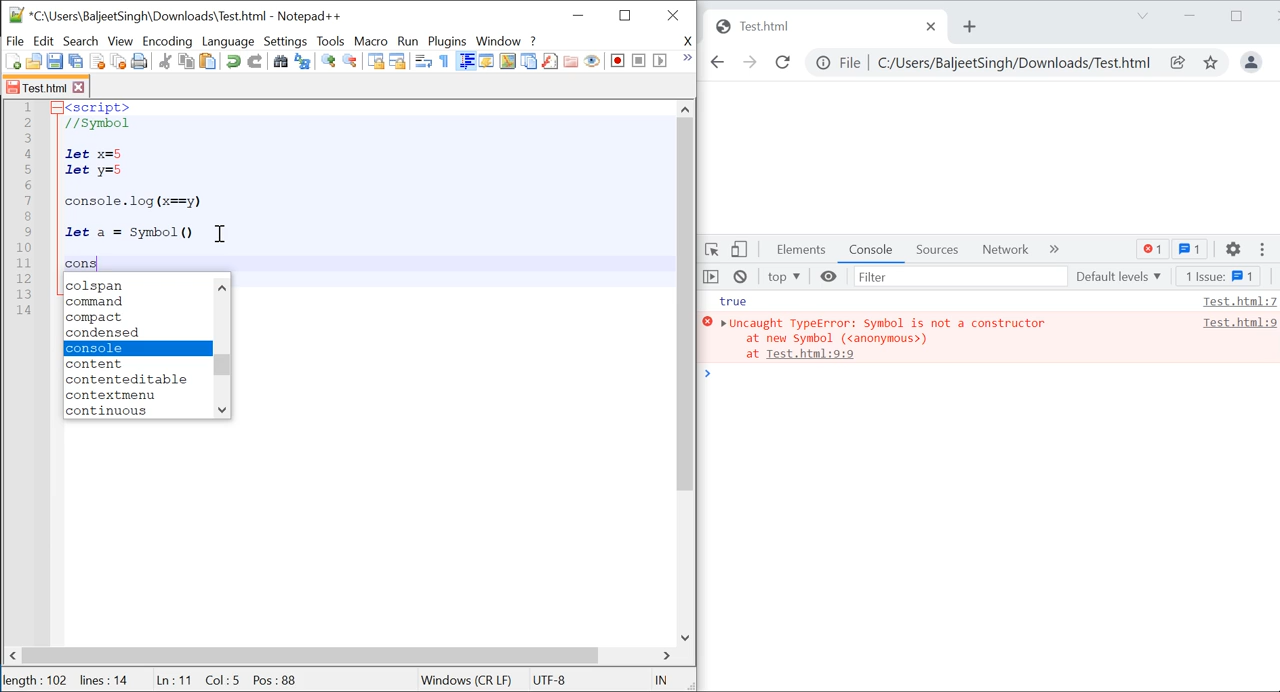 *C:\Users\BaljeetSingh\Downloads\Test.html - Notepad++
File Edit Search View Encoding Language Settings Tools Macro Run Plugins Window ? X
Test.html
1 <script>
2 //Symbol
3
4 let x=5
5 let y=5
6
7 console.log(x==y)
8
9 let a = Symbol()
10
11 cons
12
13
14
colspan
command
compact
condensed
console
content
contenteditable
contextmenu
continuous
length : 102 lines : 14 Ln : 11 Col : 5 Pos : 88 Windows (CR LF) UTF-8 IN
Test.html
File C:/Users/BaljeetSingh/Downloads/Test.html
Elements Console Sources Network » 1 1
top ▼ Filter Default levels ▼ 1 Issue: 1
true Test.html:7
Uncaught TypeError: Symbol is not a constructor Test.html:9
at new Symbol (<anonymous>)
at Test.html:9:9